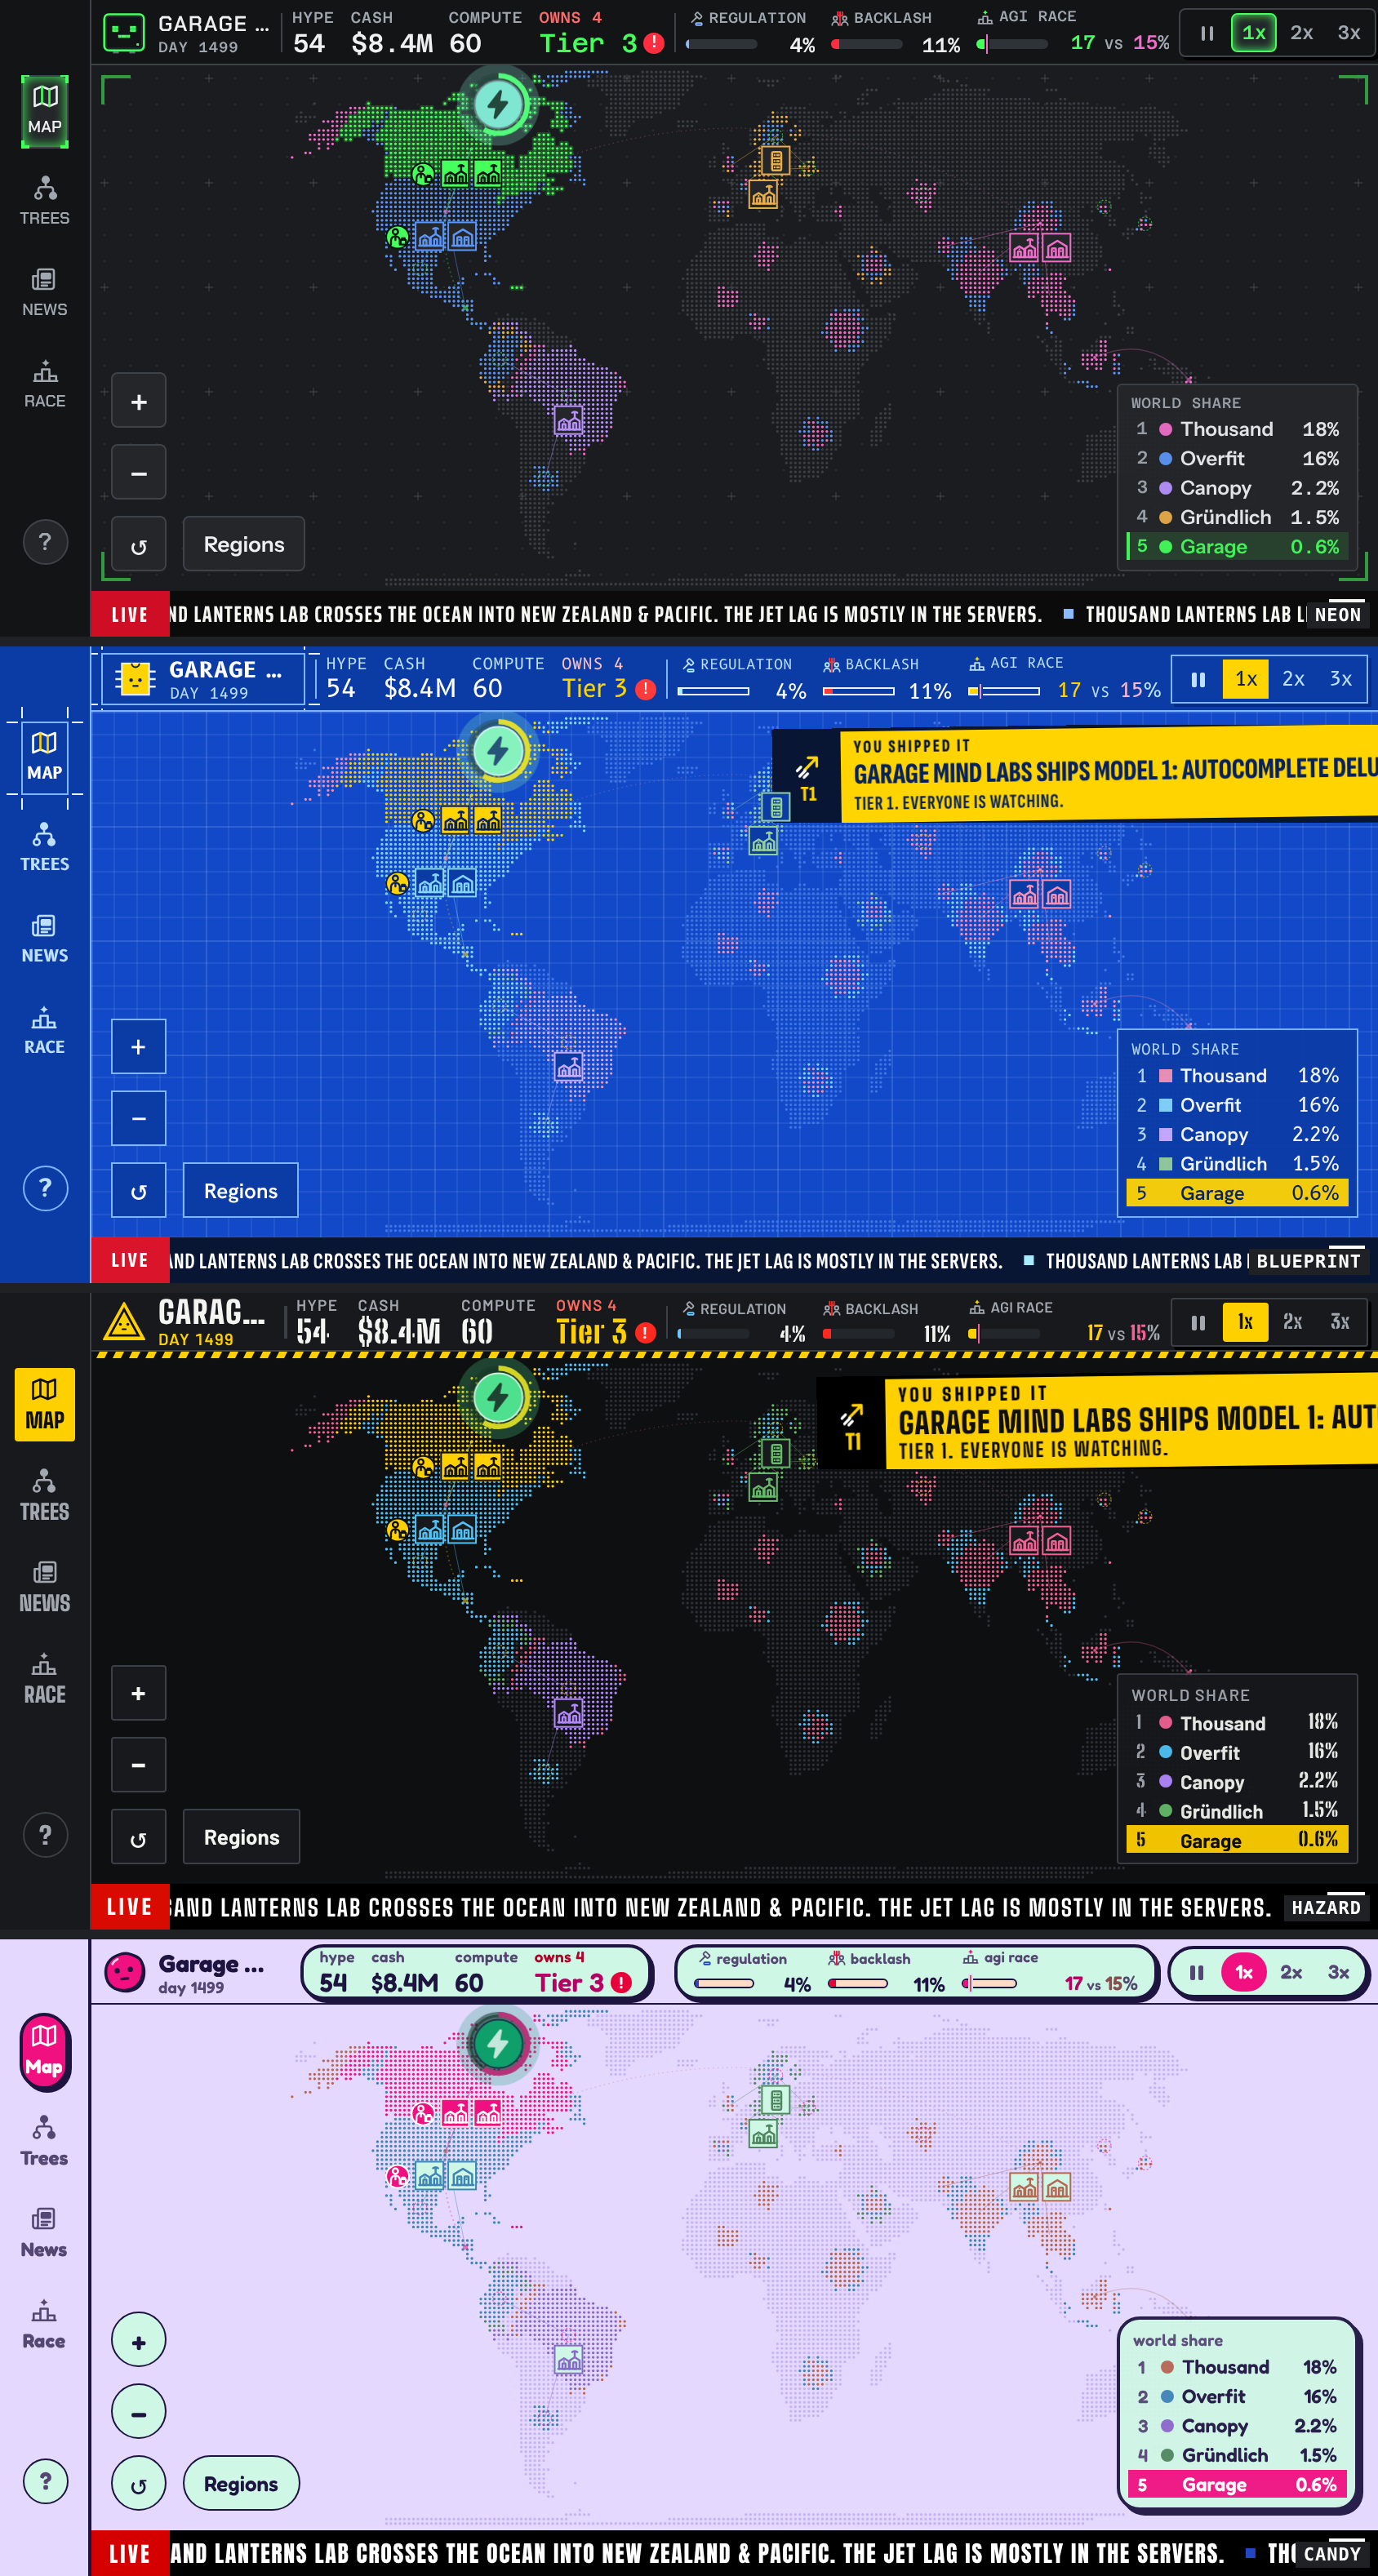 GARAGE ...
DAY 1499
HYPE CASH COMPUTE OWNS 4
54 $8.4M 60 Tier 3 !
REGULATION 4%
BACKLASH 11%
AGI RACE 17 VS 15%
1x 2x 3x
MAP
TREES
NEWS
RACE
?
+
−
↺ Regions
WORLD SHARE
1 Thousand 18%
2 Overfit 16%
3 Canopy 2.2%
4 Gründlich 1.5%
5 Garage 0.6%
LIVE ND LANTERNS LAB CROSSES THE OCEAN INTO NEW ZEALAND & PACIFIC. THE JET LAG IS MOSTLY IN THE SERVERS. THOUSAND LANTERNS LAB NEON
GARAGE ...
DAY 1499
HYPE CASH COMPUTE OWNS 4
54 $8.4M 60 Tier 3 !
REGULATION 4%
BACKLASH 11%
AGI RACE 17 VS 15%
1x 2x 3x
MAP
TREES
NEWS
RACE
?
T1
YOU SHIPPED IT
GARAGE MIND LABS SHIPS MODEL 1: AUTOCOMPLETE DELU
TIER 1. EVERYONE IS WATCHING.
+
−
↺ Regions
WORLD SHARE
1 Thousand 18%
2 Overfit 16%
3 Canopy 2.2%
4 Gründlich 1.5%
5 Garage 0.6%
LIVE AND LANTERNS LAB CROSSES THE OCEAN INTO NEW ZEALAND & PACIFIC. THE JET LAG IS MOSTLY IN THE SERVERS. THOUSAND LANTERNS LAB BLUEPRINT
GARAG...
DAY 1499
HYPE CASH COMPUTE OWNS 4
54 $8.4M 60 Tier 3 !
REGULATION 4%
BACKLASH 11%
AGI RACE 17 VS 15%
1x 2x 3x
MAP
TREES
NEWS
RACE
?
T1
YOU SHIPPED IT
GARAGE MIND LABS SHIPS MODEL 1: AUT
TIER 1. EVERYONE IS WATCHING.
+
−
↺ Regions
WORLD SHARE
1 Thousand 18%
2 Overfit 16%
3 Canopy 2.2%
4 Gründlich 1.5%
5 Garage 0.6%
LIVE SAND LANTERNS LAB CROSSES THE OCEAN INTO NEW ZEALAND & PACIFIC. THE JET LAG IS MOSTLY IN THE SERVERS. HAZARD
Garage ...
day 1499
hype cash compute owns 4
54 $8.4M 60 Tier 3 !
regulation 4%
backlash 11%
agi race 17 vs 15%
1x 2x 3x
Map
Trees
News
Race
?
+
−
↺ Regions
world share
1 Thousand 18%
2 Overfit 16%
3 Canopy 2.2%
4 Gründlich 1.5%
5 Garage 0.6%
LIVE AND LANTERNS LAB CROSSES THE OCEAN INTO NEW ZEALAND & PACIFIC. THE JET LAG IS MOSTLY IN THE SERVERS. THO CANDY